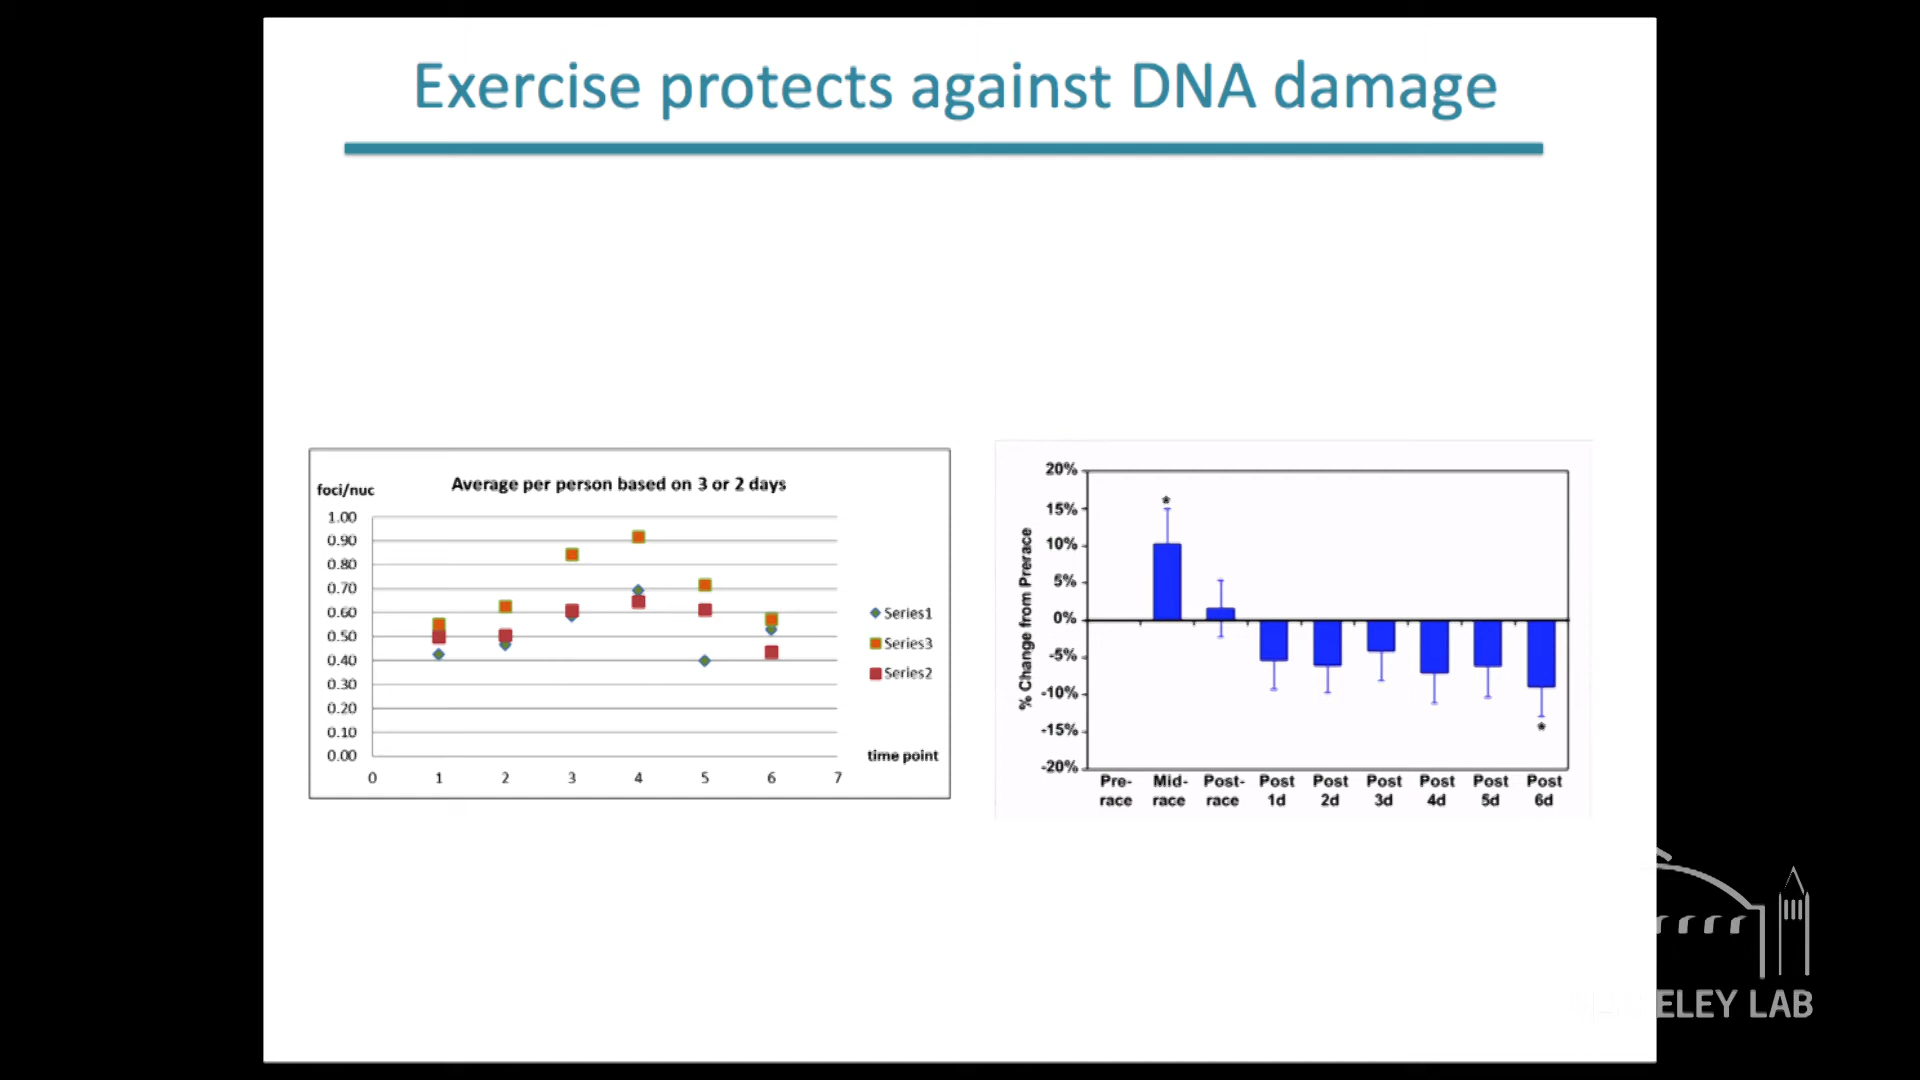 Exercise protects against DNA damage
Average per person based on 3 or 2 days
foci/nuc
1.00
0.90
0.80
0.70
0.60
0.50
0.40
0.30
0.20
0.10
0.00
0 1 2 3 4 5 6 7
time point
Series1
Series3
Series2
% Change from Prerace
20%
15%
10%
5%
0%
-5%
-10%
-15%
-20%
*
*
Pre-race
Mid-race
Post-race
Post 1d
Post 2d
Post 3d
Post 4d
Post 5d
Post 6d
LAB